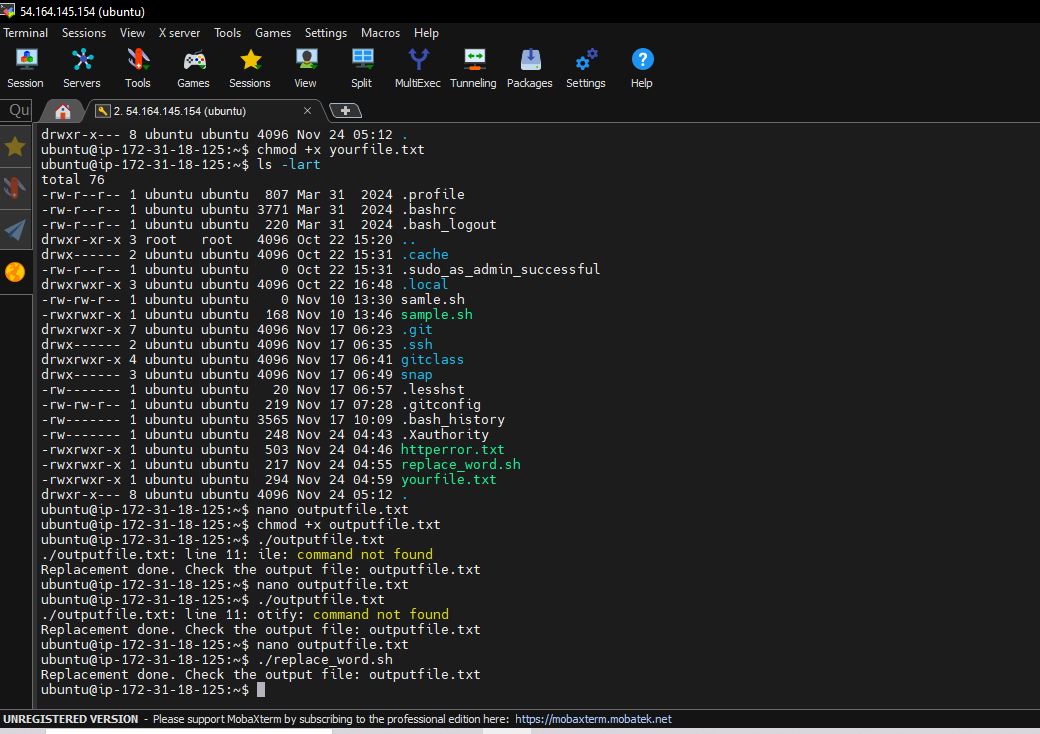 54.164.145.154 (ubuntu)
Terminal Sessions View X server Tools Games Settings Macros Help
Session Servers Tools Games Sessions View Split MultiExec Tunneling Packages Settings Help
Qu 2. 54.164.145.154 (ubuntu)
drwxr-x--- 8 ubuntu ubuntu 4096 Nov 24 05:12 .
ubuntu@ip-172-31-18-125:~$ chmod +x yourfile.txt
ubuntu@ip-172-31-18-125:~$ ls -lart
total 76
-rw-r--r-- 1 ubuntu ubuntu  807 Mar 31  2024 .profile
-rw-r--r-- 1 ubuntu ubuntu 3771 Mar 31  2024 .bashrc
-rw-r--r-- 1 ubuntu ubuntu  220 Mar 31  2024 .bash_logout
drwxr-xr-x 3 root   root   4096 Oct 22 15:20 ..
drwx------ 2 ubuntu ubuntu 4096 Oct 22 15:31 .cache
-rw-r--r-- 1 ubuntu ubuntu    0 Oct 22 15:31 .sudo_as_admin_successful
drwxrwxr-x 3 ubuntu ubuntu 4096 Oct 22 16:48 .local
-rw-rw-r-- 1 ubuntu ubuntu    0 Nov 10 13:30 samle.sh
-rwxrwxr-x 1 ubuntu ubuntu  168 Nov 10 13:46 sample.sh
drwxrwxr-x 7 ubuntu ubuntu 4096 Nov 17 06:23 .git
drwx------ 2 ubuntu ubuntu 4096 Nov 17 06:35 .ssh
drwxrwxr-x 4 ubuntu ubuntu 4096 Nov 17 06:41 gitclass
drwx------ 3 ubuntu ubuntu 4096 Nov 17 06:49 snap
-rw------- 1 ubuntu ubuntu   20 Nov 17 06:57 .lesshst
-rw-rw-r-- 1 ubuntu ubuntu  219 Nov 17 07:28 .gitconfig
-rw------- 1 ubuntu ubuntu 3565 Nov 17 10:09 .bash_history
-rw------- 1 ubuntu ubuntu  248 Nov 24 04:43 .Xauthority
-rwxrwxr-x 1 ubuntu ubuntu  503 Nov 24 04:46 httperror.txt
-rwxrwxr-x 1 ubuntu ubuntu  217 Nov 24 04:55 replace_word.sh
-rwxrwxr-x 1 ubuntu ubuntu  294 Nov 24 04:59 yourfile.txt
drwxr-x--- 8 ubuntu ubuntu 4096 Nov 24 05:12 .
ubuntu@ip-172-31-18-125:~$ nano outputfile.txt
ubuntu@ip-172-31-18-125:~$ chmod +x outputfile.txt
ubuntu@ip-172-31-18-125:~$ ./outputfile.txt
./outputfile.txt: line 11: ile: command not found
Replacement done. Check the output file: outputfile.txt
ubuntu@ip-172-31-18-125:~$ nano outputfile.txt
ubuntu@ip-172-31-18-125:~$ ./outputfile.txt
./outputfile.txt: line 11: otify: command not found
Replacement done. Check the output file: outputfile.txt
ubuntu@ip-172-31-18-125:~$ nano outputfile.txt
ubuntu@ip-172-31-18-125:~$ ./replace_word.sh
Replacement done. Check the output file: outputfile.txt
ubuntu@ip-172-31-18-125:~$
UNREGISTERED VERSION - Please support MobaXterm by subscribing to the professional edition here: https://mobaxterm.mobatek.net